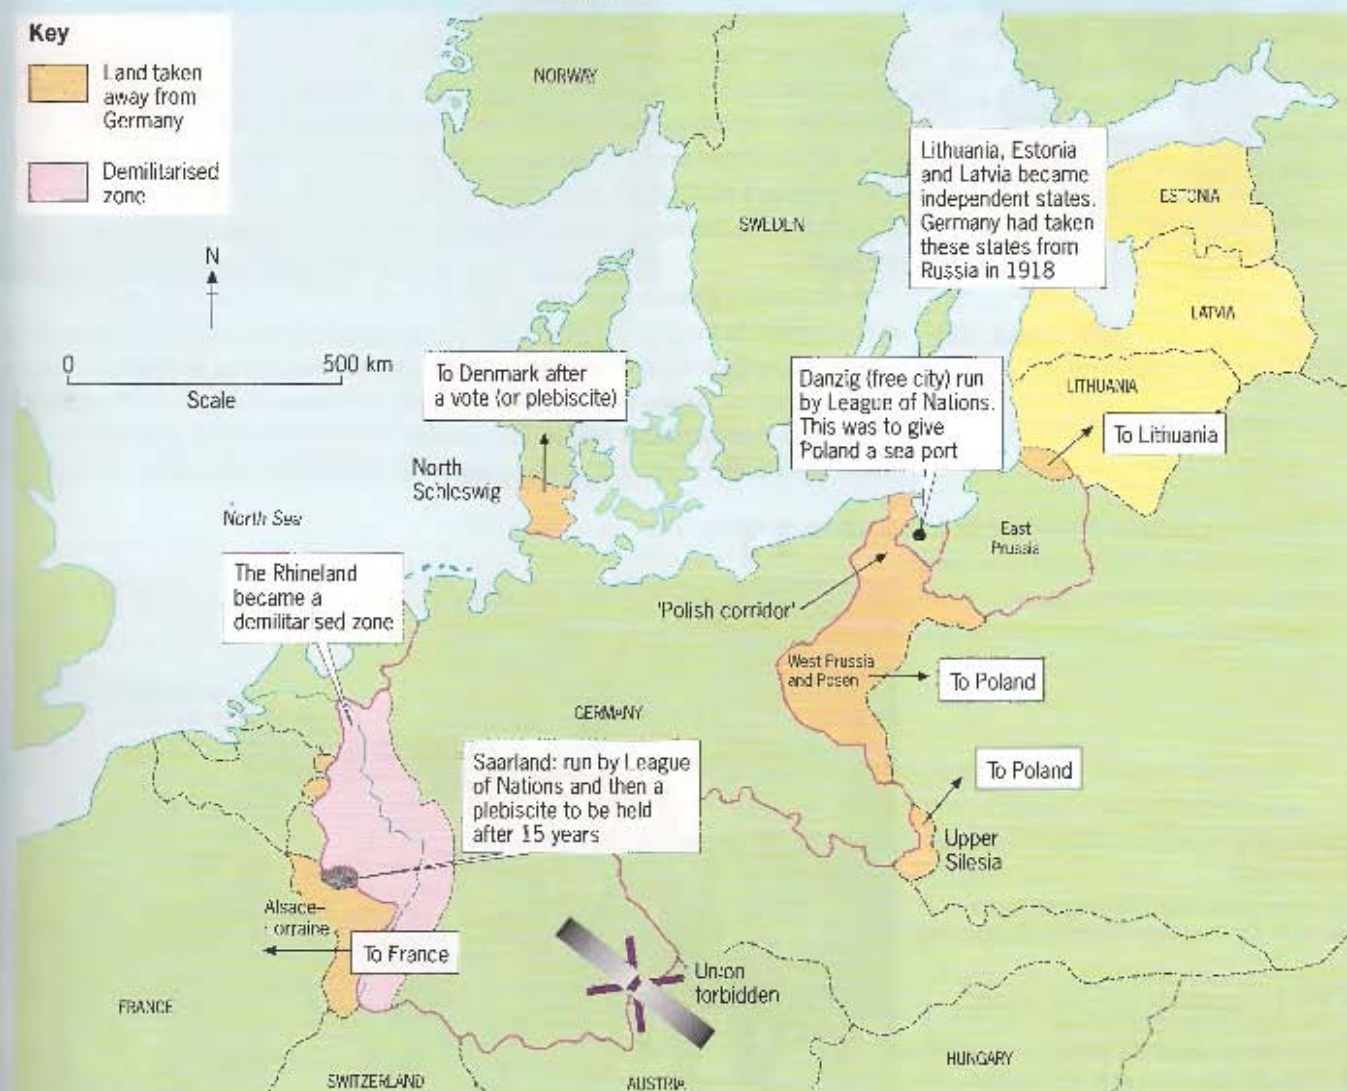 Key
Land taken
away from
Germany
Demilitarised
zone
N
0
500 km
Scale
NORWAY
SWEDEN
Lithuania, Estonia
and Latvia became
independent states.
Germany had taken
these states from
Russia in 1918
ESTONIA
LATVIA
LITHUANIA
To Lithuania
To Denmark after
a vote (or plebiscite)
Danzig (free city) run
by League of Nations.
This was to give
Poland a sea port
North
Schleswig
North Sea
East
Prussia
The Rhineland
became a
demilitarised zone
'Polish corridor'
West Prussia
and Posen
To Poland
GERMANY
Saarland: run by League
of Nations and then a
plebiscite to be held
after 15 years
To Poland
Upper
Silesia
Alsace–
Lorraine
To France
Union
forbidden
FRANCE
SWITZERLAND
AUSTRIA
HUNGARY